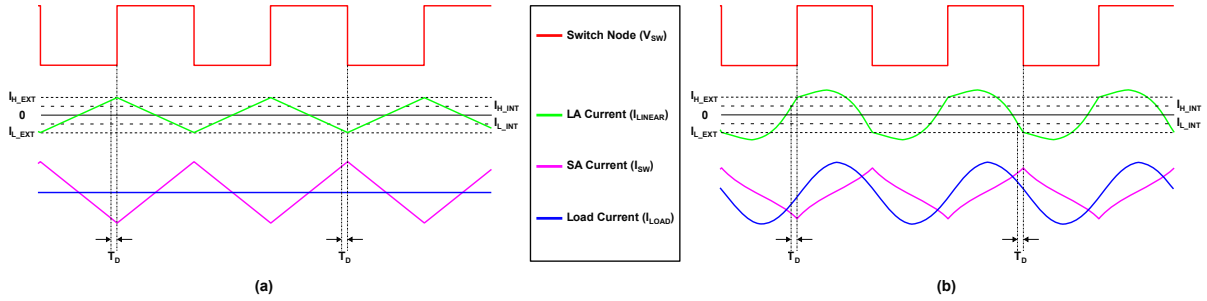 I_H_EXT
0
I_L_EXT
I_H_INT
I_L_INT
T_D
T_D
(a)
Switch Node (V_SW)
LA Current (I_LINEAR)
SA Current (I_SW)
Load Current (I_LOAD)
I_H_EXT
0
I_L_EXT
I_H_INT
I_L_INT
T_D
T_D
(b)